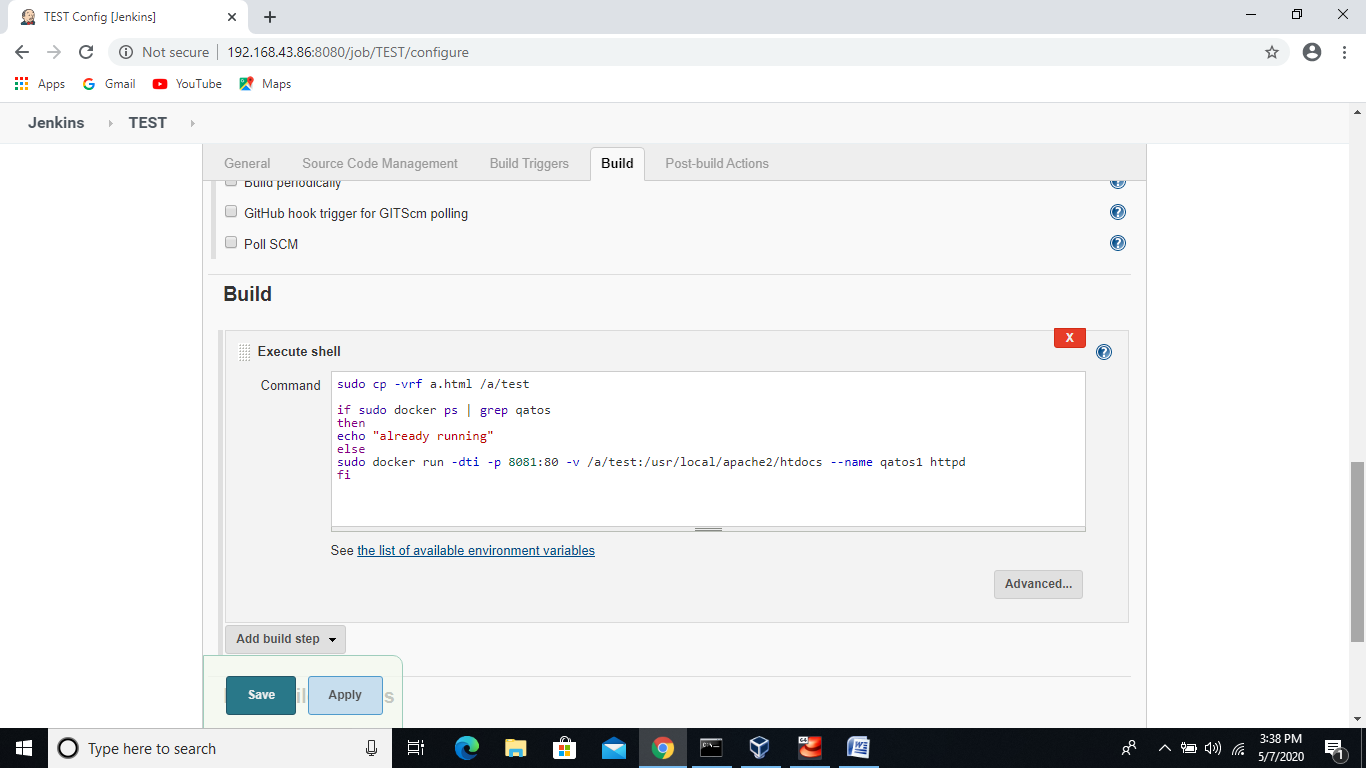 TEST Config [Jenkins]
Not secure 192.168.43.86:8080/job/TEST/configure
Apps Gmail YouTube Maps
Jenkins TEST
General Source Code Management Build Triggers Build Post-build Actions
Build periodically
GitHub hook trigger for GITScm polling
Poll SCM
Build
X
Execute shell
Command
sudo cp -vrf a.html /a/test
if sudo docker ps | grep qatos
then
echo "already running"
else
sudo docker run -dti -p 8081:80 -v /a/test:/usr/local/apache2/htdocs --name qatos1 httpd
fi
See the list of available environment variables
Advanced...
Add build step
Save Apply
Type here to search
64
3:38 PM
5/7/2020
1